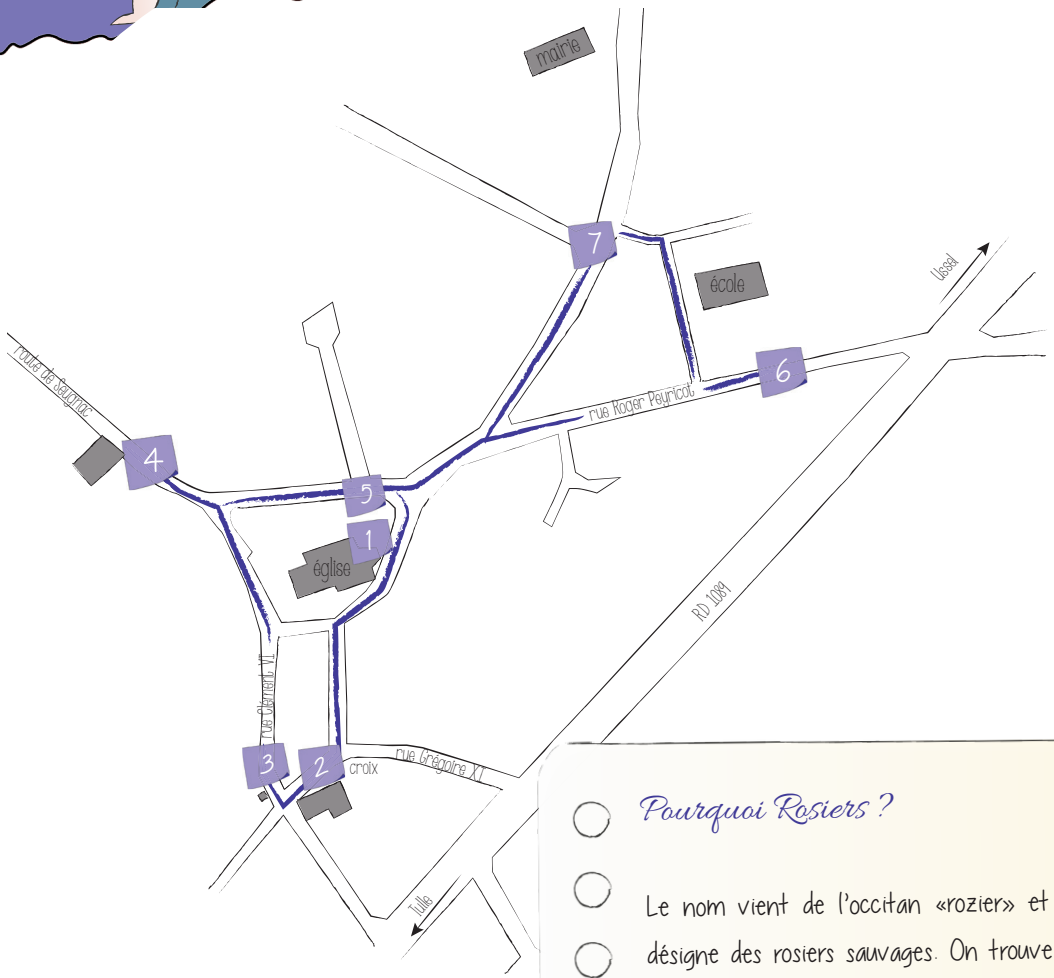 mairie
7
école
Ussel
6
rue Roger Peyricot
route de Seugnac
4
5
1
église
RD 1089
rue Clément VI
3
2
croix
rue Grégoire XI
Tulle
Pourquoi Rosiers ?
Le nom vient de l'occitan «rozier» et
désigne des rosiers sauvages. On trouve